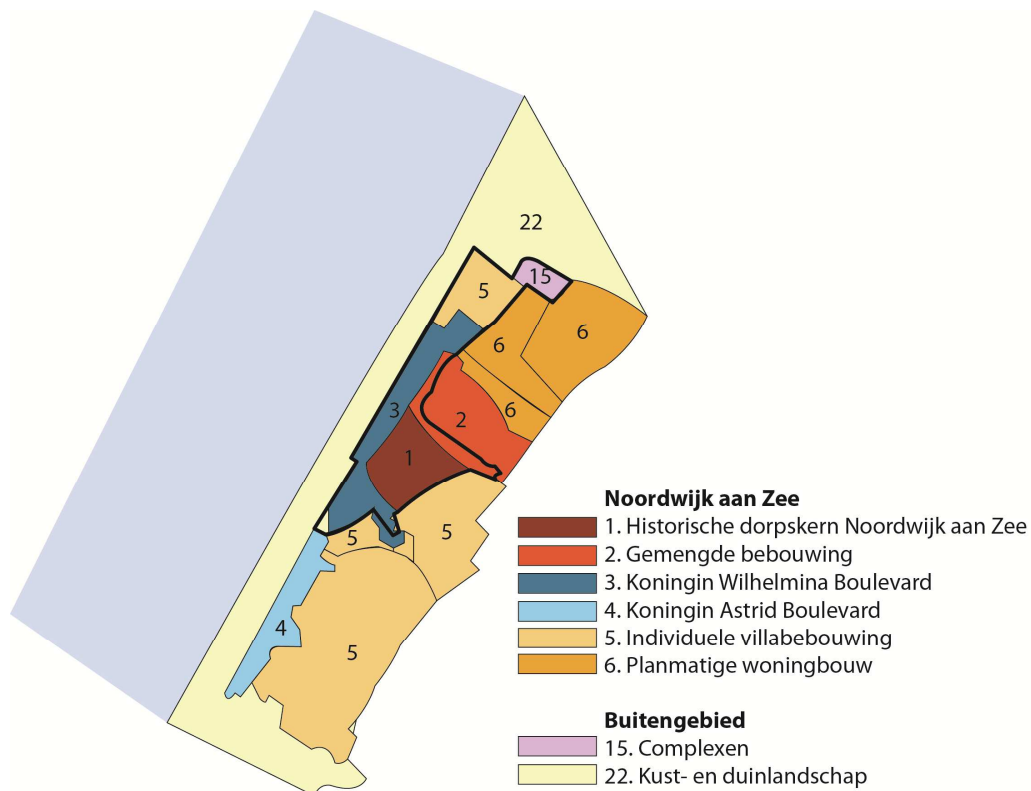 22
15
5
6
6
3
6
2
1
5
5
4
5
Noordwijk aan Zee
1. Historische dorpskern Noordwijk aan Zee
2. Gemengde bebouwing
3. Koningin Wilhelmina Boulevard
4. Koningin Astrid Boulevard
5. Individuele villabebouwing
6. Planmatige woningbouw
Buitengebied
15. Complexen
22. Kust- en duinlandschap